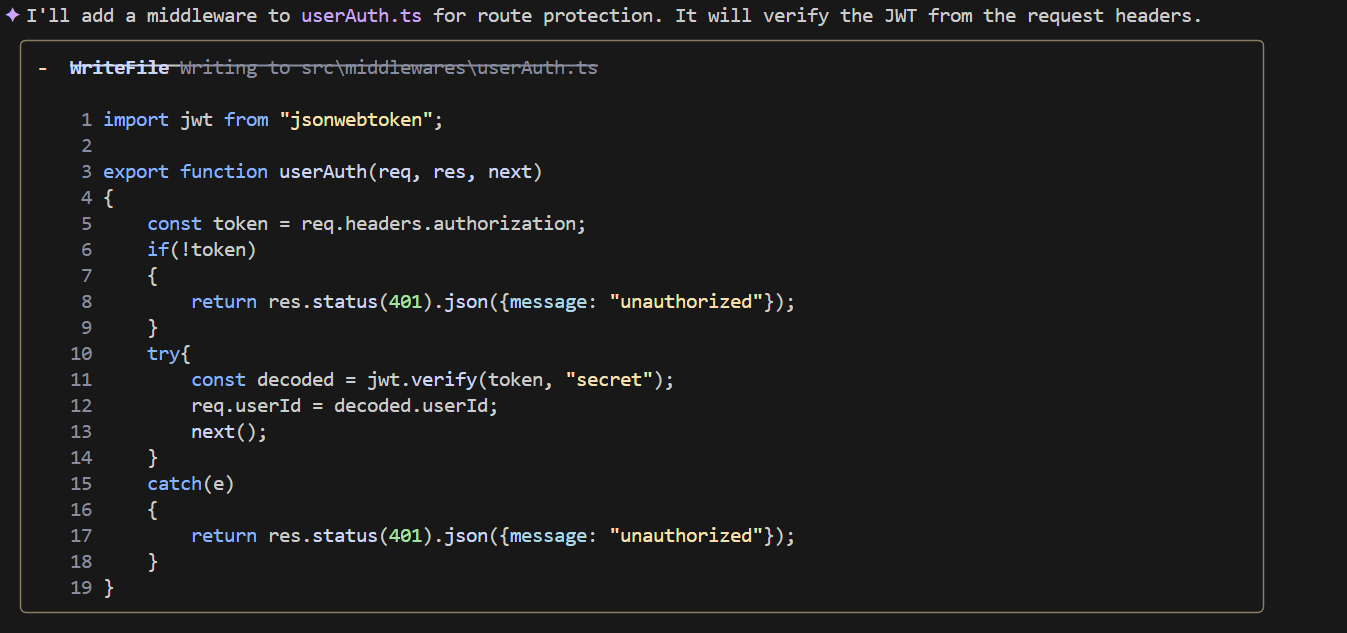 ✦ I'll add a middleware to userAuth.ts for route protection. It will verify the JWT from the request headers.
- WriteFile Writing to src\middlewares\userAuth.ts
1 import jwt from "jsonwebtoken";
2
3 export function userAuth(req, res, next)
4 {
5     const token = req.headers.authorization;
6     if(!token)
7     {
8         return res.status(401).json({message: "unauthorized"});
9     }
10     try{
11         const decoded = jwt.verify(token, "secret");
12         req.userId = decoded.userId;
13         next();
14     }
15     catch(e)
16     {
17         return res.status(401).json({message: "unauthorized"});
18     }
19 }